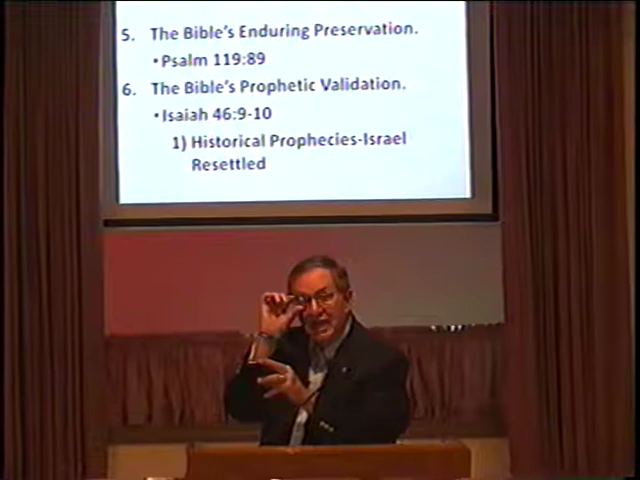 5. The Bible's Enduring Preservation.
•Psalm 119:89
6. The Bible's Prophetic Validation.
•Isaiah 46:9-10
1) Historical Prophecies-Israel
Resettled